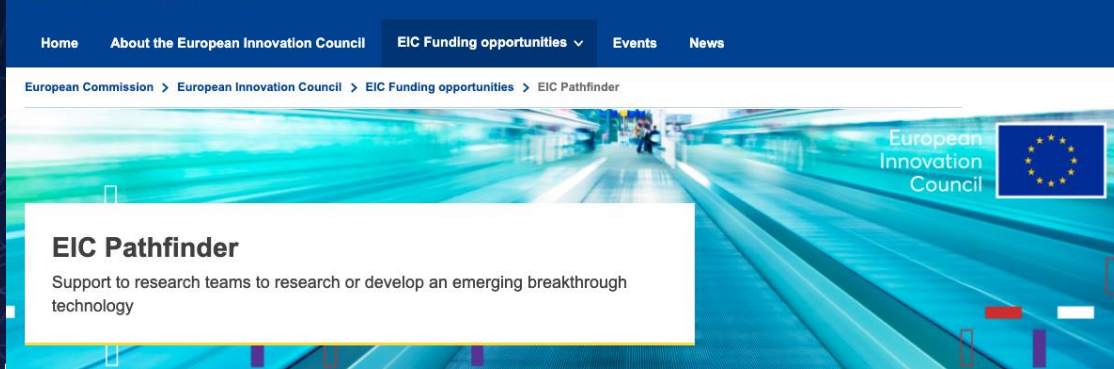 Home About the European Innovation Council EIC Funding opportunities Events News
European Commission > European Innovation Council > EIC Funding opportunities > EIC Pathfinder
European
Innovation
Council
EIC Pathfinder
Support to research teams to research or develop an emerging breakthrough
technology